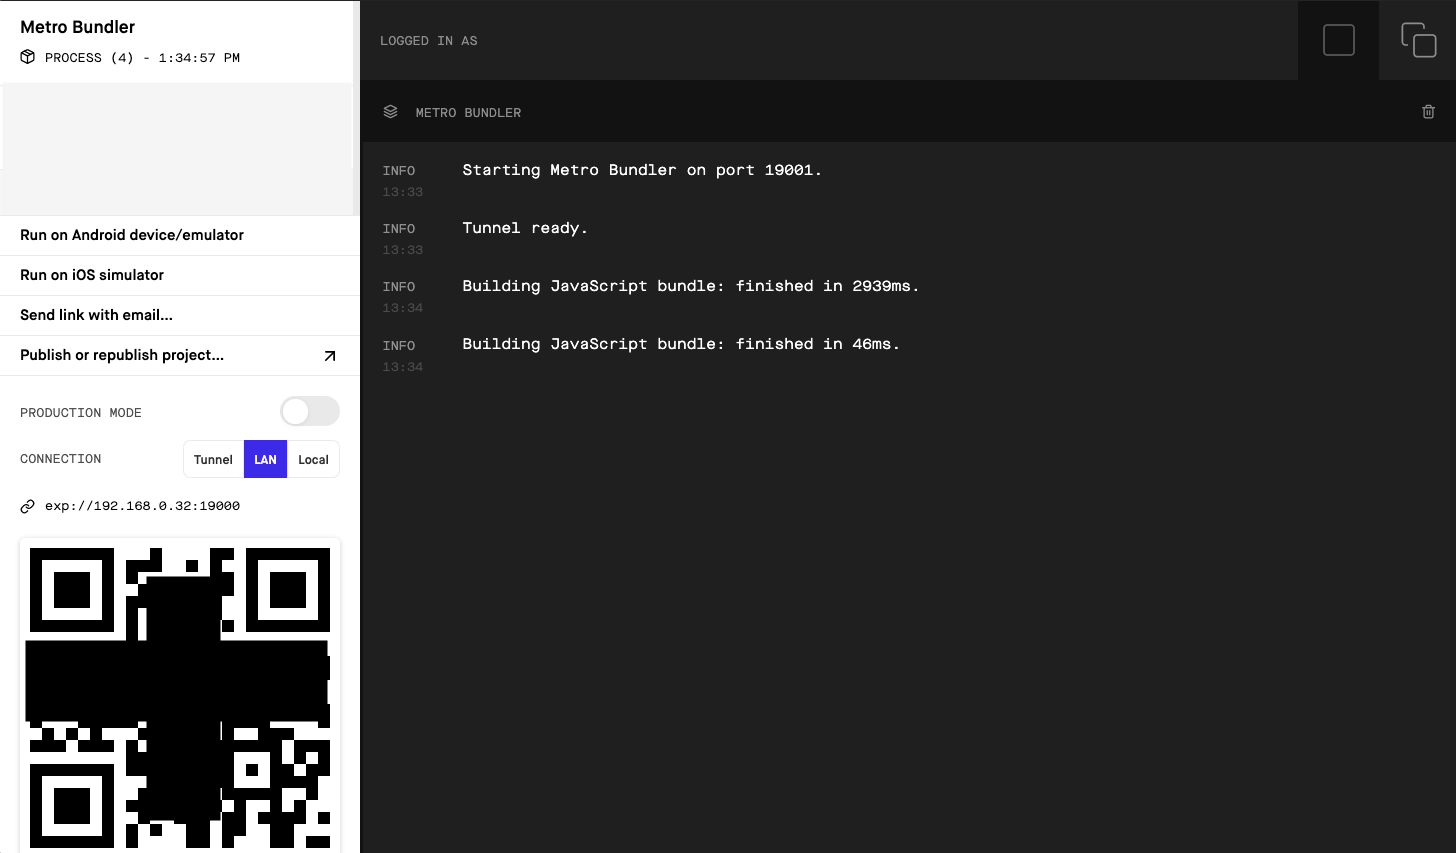 Metro Bundler
PROCESS (4) - 1:34:57 PM
Run on Android device/emulator
Run on iOS simulator
Send link with email…
Publish or republish project…
PRODUCTION MODE
CONNECTION
Tunnel
LAN
Local
exp://192.168.0.32:19000
LOGGED IN AS
METRO BUNDLER
INFO
Starting Metro Bundler on port 19001.
13:33
INFO
Tunnel ready.
13:33
INFO
Building JavaScript bundle: finished in 2939ms.
13:34
INFO
Building JavaScript bundle: finished in 46ms.
13:34